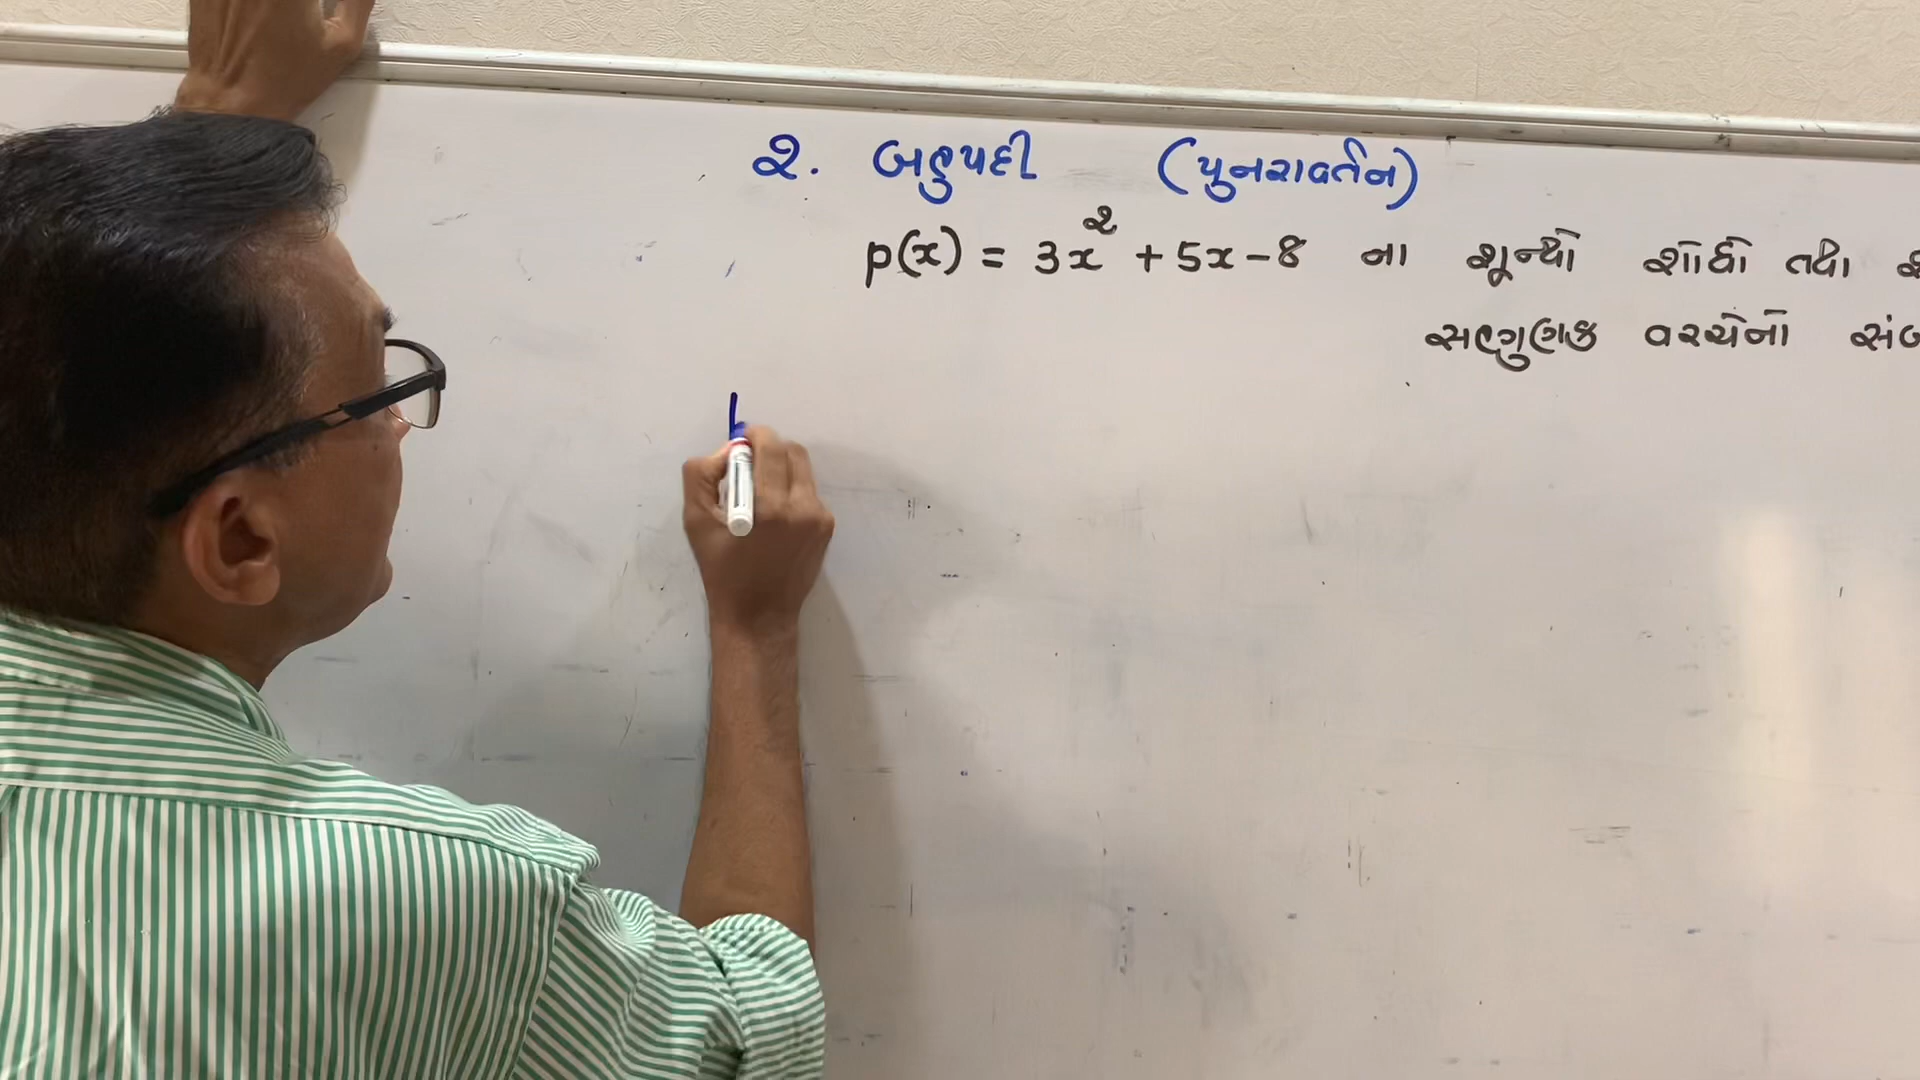 ૨. બહુપદી (પુનરાવર્તન)
p(x) = 3x² + 5x - 8 ના શૂન્યો શોધો તથા
સહગુણક વચ્ચેનો